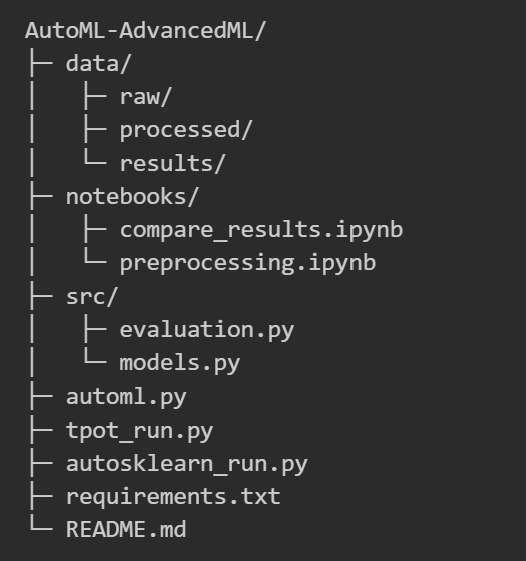 AutoML-AdvancedML/
├─ data/
│   ├─ raw/
│   ├─ processed/
│   └─ results/
├─ notebooks/
│   ├─ compare_results.ipynb
│   └─ preprocessing.ipynb
├─ src/
│   ├─ evaluation.py
│   └─ models.py
├─ automl.py
├─ tpot_run.py
├─ autosklearn_run.py
├─ requirements.txt
└─ README.md